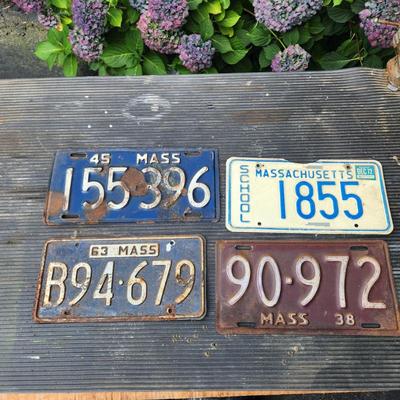 45 MASS
155·396
MASSACHUSETTS
SCHOOL
1855
63 MASS
B94·679
90·972
MASS 38